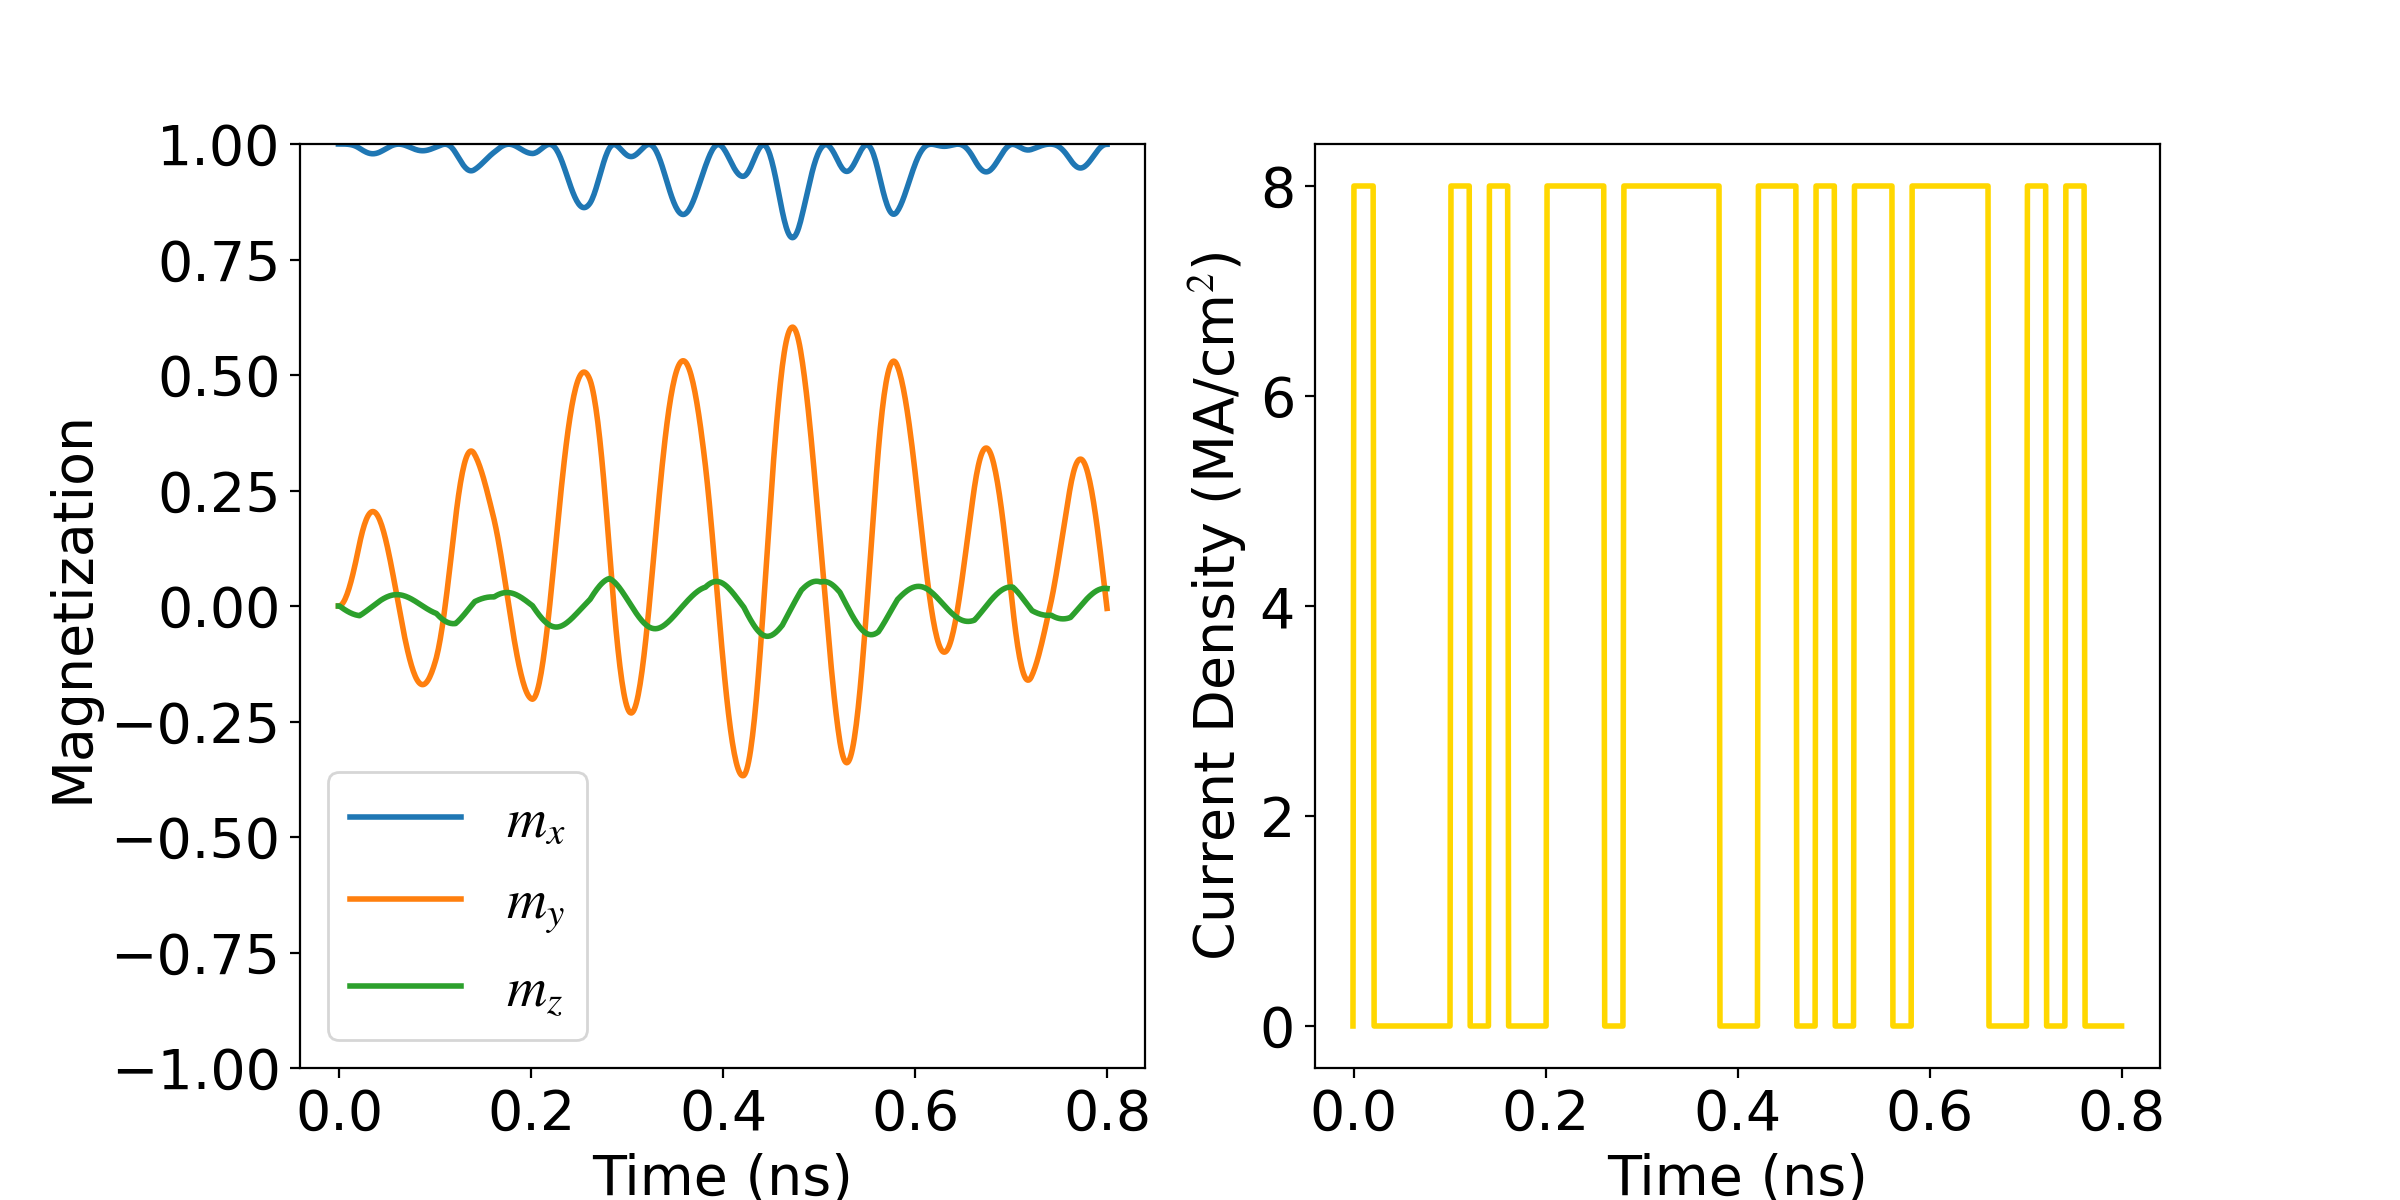 Magnetization
1.00
0.75
0.50
0.25
0.00
−0.25
−0.50
−0.75
−1.00
m_x
m_y
m_z
0.0 0.2 0.4 0.6 0.8
Time (ns)
Current Density (MA/cm²)
8
6
4
2
0
0.0 0.2 0.4 0.6 0.8
Time (ns)